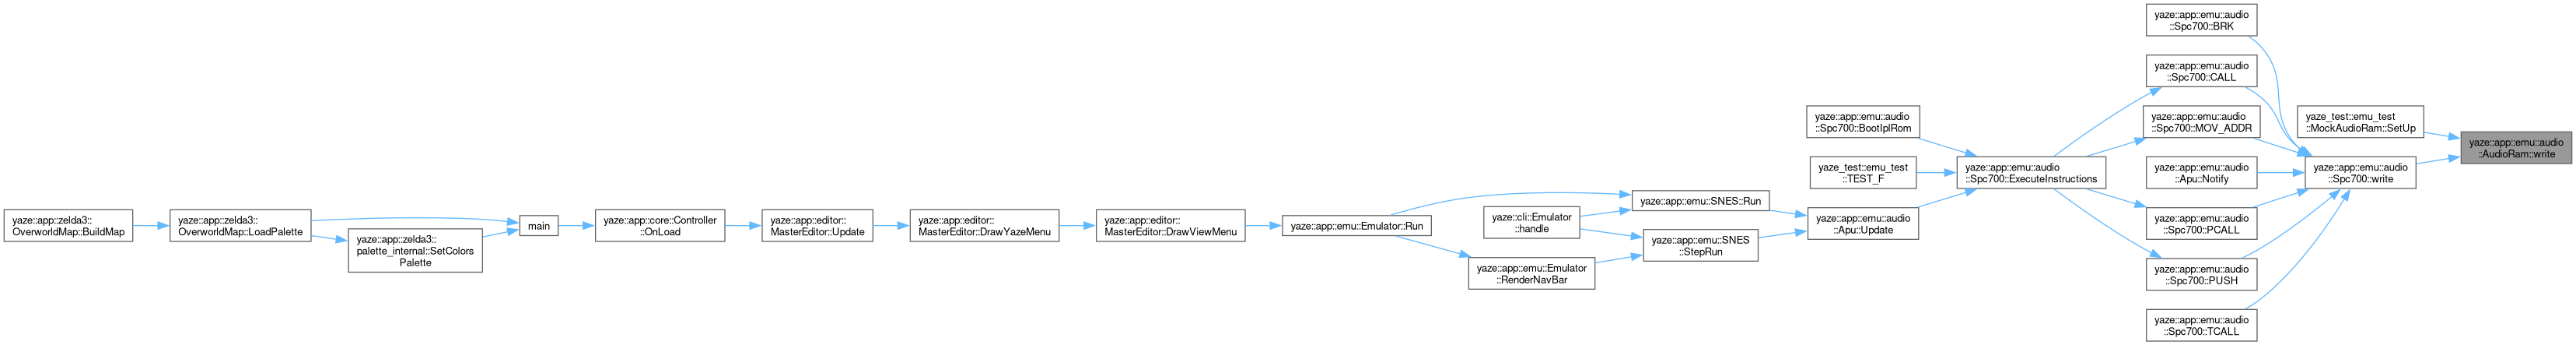 yaze::app::zelda3::
OverworldMap::BuildMap
yaze::app::zelda3::
OverworldMap::LoadPalette
yaze::app::zelda3::
palette_internal::SetColors
Palette
main
yaze::app::core::Controller
::OnLoad
yaze::app::editor::
MasterEditor::Update
yaze::app::editor::
MasterEditor::DrawYazeMenu
yaze::app::editor::
MasterEditor::DrawViewMenu
yaze::app::emu::Emulator::Run
yaze::cli::Emulator
::handle
yaze::app::emu::Emulator
::RenderNavBar
yaze::app::emu::SNES::Run
yaze::app::emu::SNES
::StepRun
yaze::app::emu::audio
::Spc700::BootIplRom
yaze_test::emu_test
::TEST_F
yaze::app::emu::audio
::Apu::Update
yaze::app::emu::audio
::Spc700::ExecuteInstructions
yaze::app::emu::audio
::Spc700::BRK
yaze::app::emu::audio
::Spc700::CALL
yaze::app::emu::audio
::Spc700::MOV_ADDR
yaze::app::emu::audio
::Apu::Notify
yaze::app::emu::audio
::Spc700::PCALL
yaze::app::emu::audio
::Spc700::PUSH
yaze::app::emu::audio
::Spc700::TCALL
yaze_test::emu_test
::MockAudioRam::SetUp
yaze::app::emu::audio
::Spc700::write
yaze::app::emu::audio
::AudioRam::write